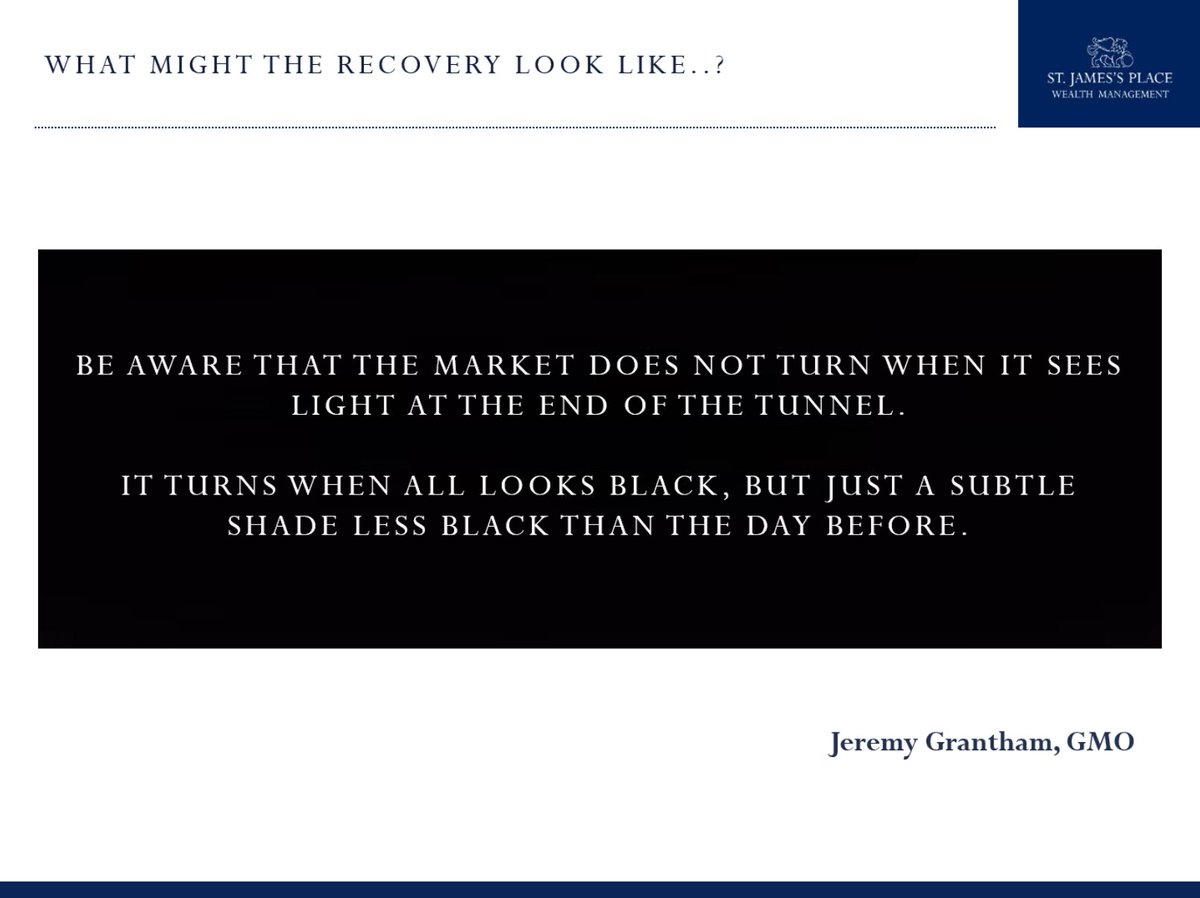 WHAT MIGHT THE RECOVERY LOOK LIKE..?
ST. JAMES'S PLACE
WEALTH MANAGEMENT
BE AWARE THAT THE MARKET DOES NOT TURN WHEN IT SEES
LIGHT AT THE END OF THE TUNNEL.
IT TURNS WHEN ALL LOOKS BLACK, BUT JUST A SUBTLE
SHADE LESS BLACK THAN THE DAY BEFORE.
Jeremy Grantham, GMO